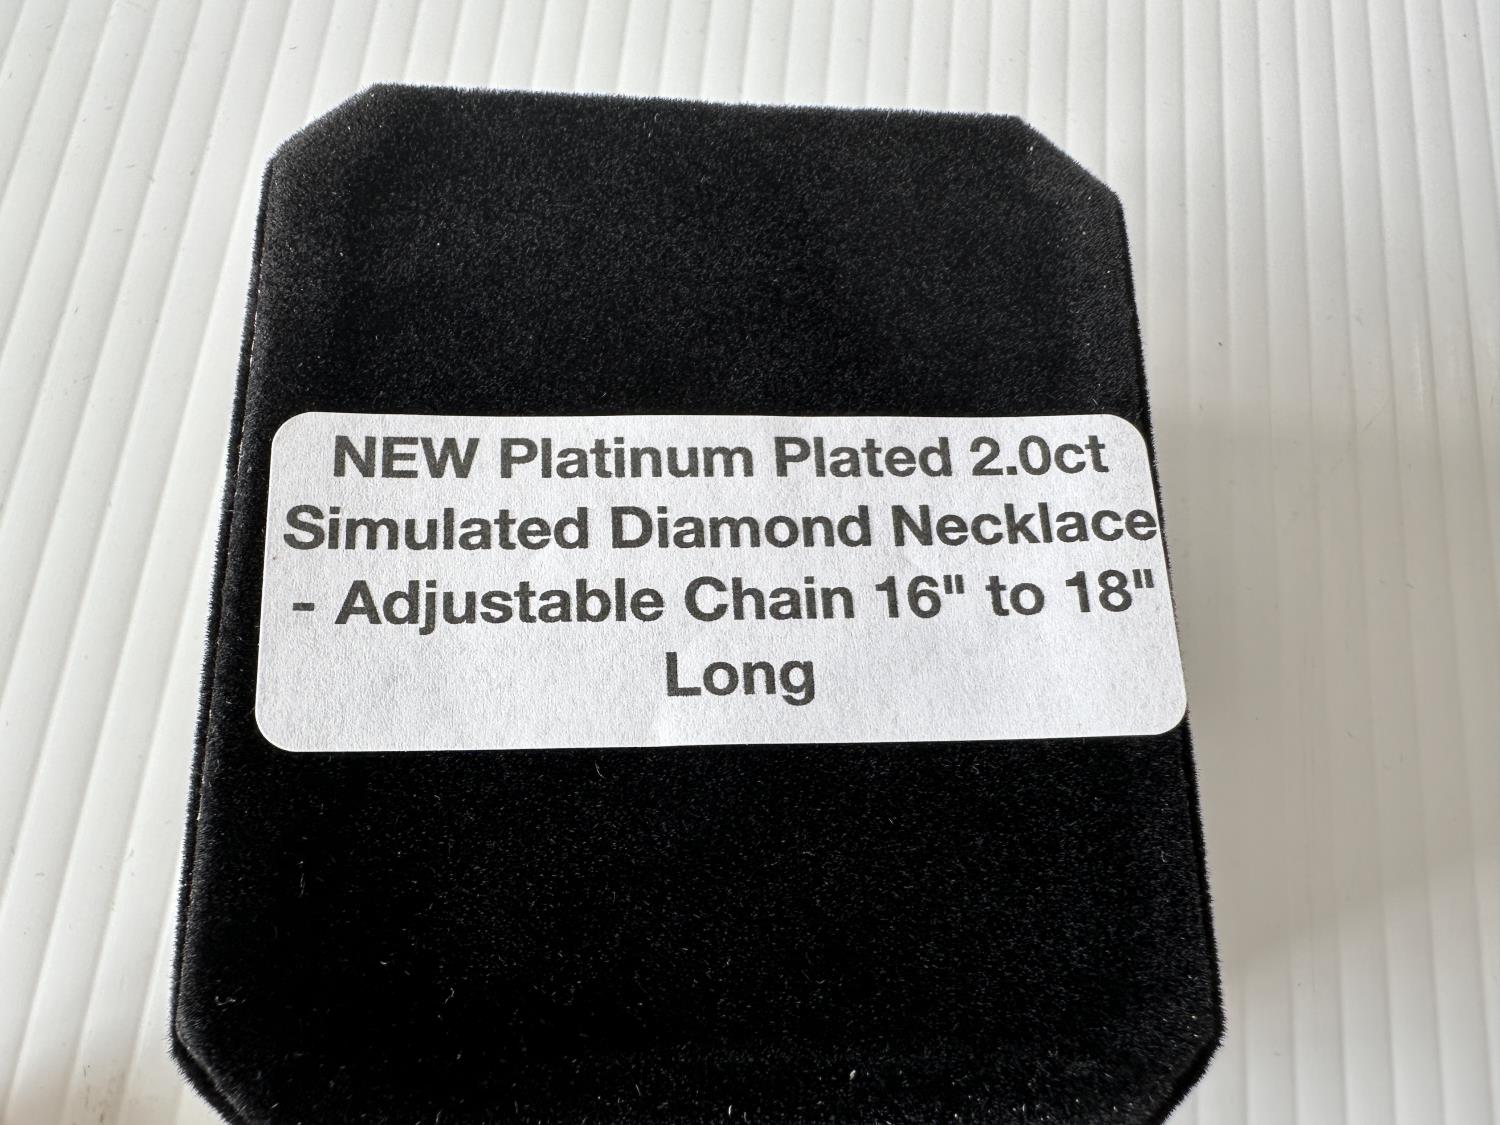 NEW Platinum Plated 2.0ct
Simulated Diamond Necklace
- Adjustable Chain 16" to 18"
Long